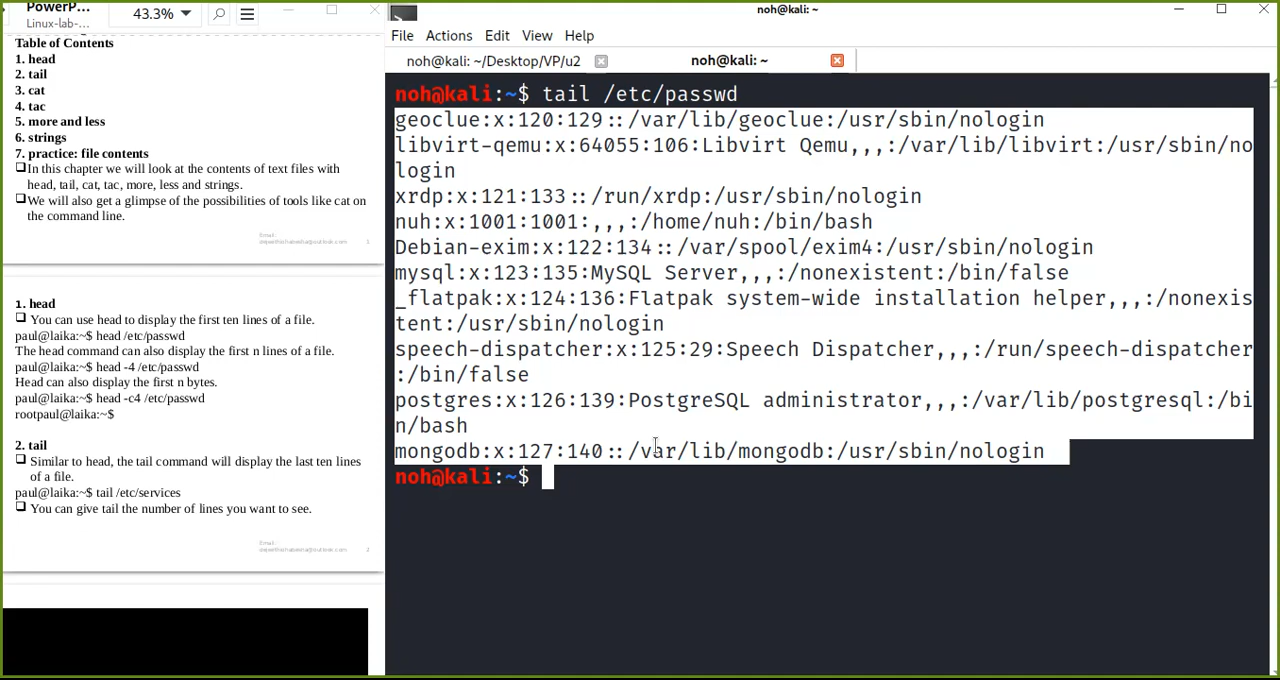 PowerP...
Linux-lab-...
43.3%
Table of Contents
1. head
2. tail
3. cat
4. tac
5. more and less
6. strings
7. practice: file contents
In this chapter we will look at the contents of text files with
head, tail, cat, tac, more, less and strings.
We will also get a glimpse of the possibilities of tools like cat on
the command line.
Email:
1
1. head
You can use head to display the first ten lines of a file.
paul@laika:~$ head /etc/passwd
The head command can also display the first n lines of a file.
paul@laika:~$ head -4 /etc/passwd
Head can also display the first n bytes.
paul@laika:~$ head -c4 /etc/passwd
rootpaul@laika:~$
2. tail
Similar to head, the tail command will display the last ten lines
of a file.
paul@laika:~$ tail /etc/services
You can give tail the number of lines you want to see.
Email:
2
noh@kali: ~
File Actions Edit View Help
noh@kali: ~/Desktop/VP/u2
noh@kali: ~
noh@kali:~$ tail /etc/passwd
geoclue:x:120:129::/var/lib/geoclue:/usr/sbin/nologin
libvirt-qemu:x:64055:106:Libvirt Qemu,,,:/var/lib/libvirt:/usr/sbin/no
login
xrdp:x:121:133::/run/xrdp:/usr/sbin/nologin
nuh:x:1001:1001:,,,:/home/nuh:/bin/bash
Debian-exim:x:122:134::/var/spool/exim4:/usr/sbin/nologin
mysql:x:123:135:MySQL Server,,,:/nonexistent:/bin/false
_flatpak:x:124:136:Flatpak system-wide installation helper,,,:/nonexis
tent:/usr/sbin/nologin
speech-dispatcher:x:125:29:Speech Dispatcher,,,:/run/speech-dispatcher
:/bin/false
postgres:x:126:139:PostgreSQL administrator,,,:/var/lib/postgresql:/bi
n/bash
mongodb:x:127:140::/var/lib/mongodb:/usr/sbin/nologin
noh@kali:~$